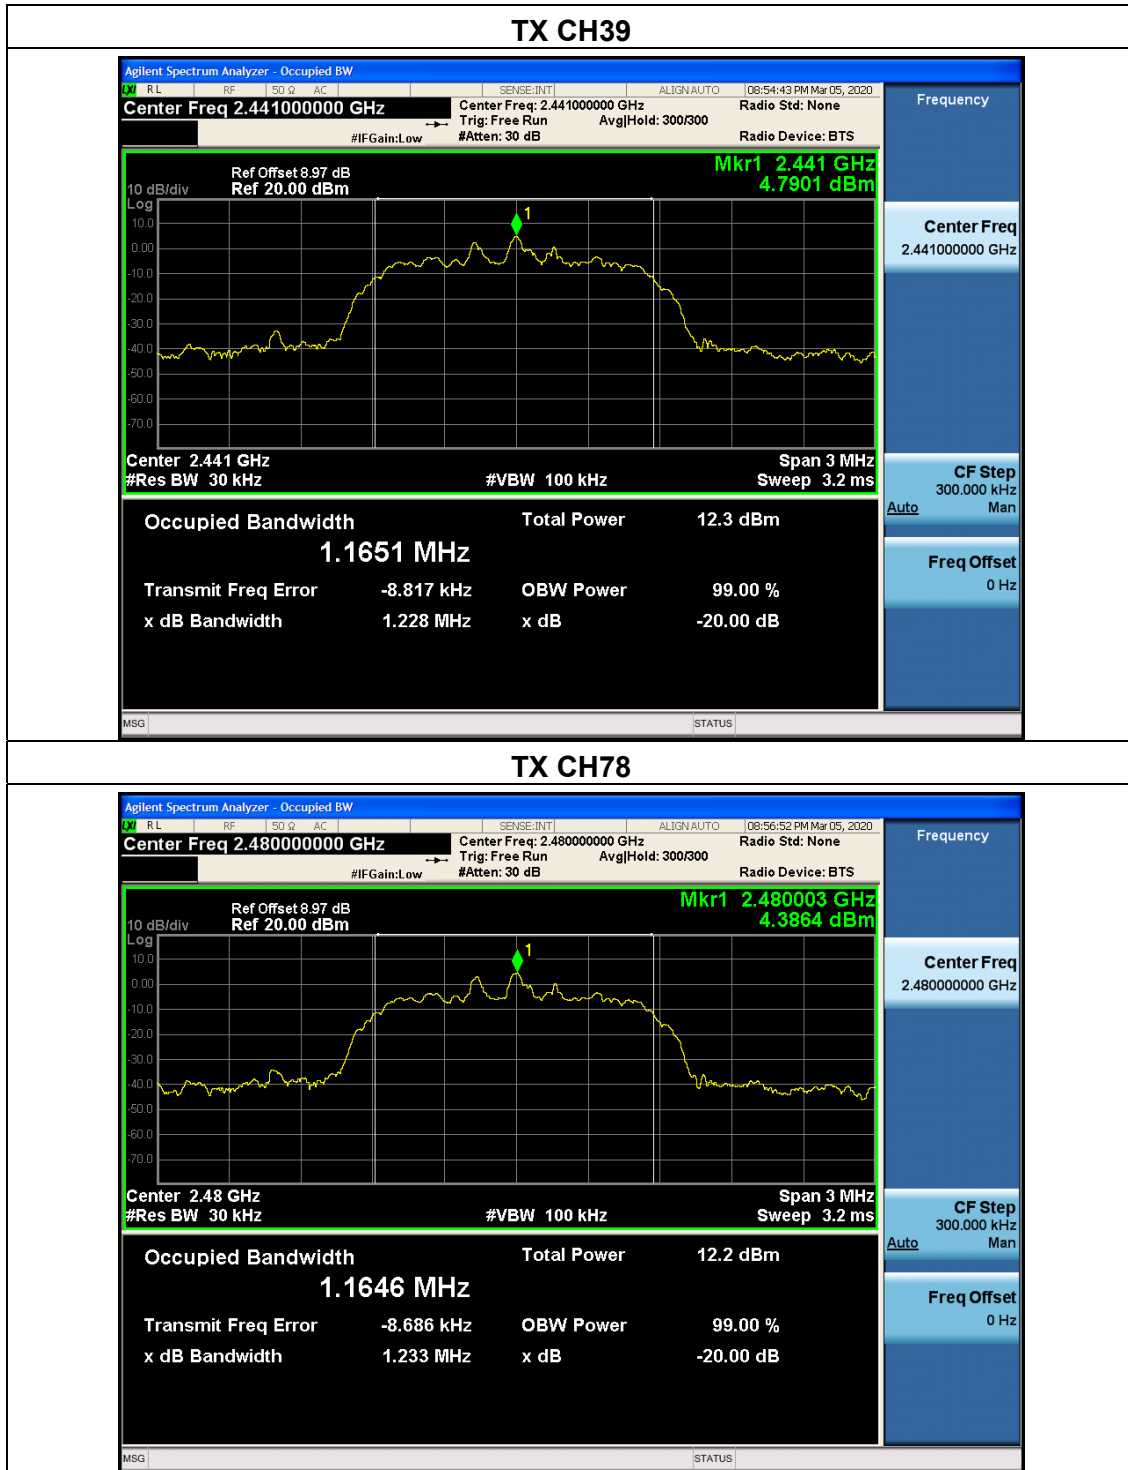 TX CH39
Agilent Spectrum Analyzer - Occupied BW
LXI RL RF 50 Ω AC SENSE:INT ALIGN AUTO 08:54:43 PM Mar 05, 2020
Center Freq 2.441000000 GHz
Center Freq: 2.441000000 GHz Radio Std: None
Trig: Free Run Avg|Hold: 300/300
#IFGain:Low #Atten: 30 dB Radio Device: BTS
Frequency
Mkr1 2.441 GHz
4.7901 dBm
Ref Offset 8.97 dB
10 dB/div Ref 20.00 dBm
Log
10.0
0.00
-10.0
-20.0
-30.0
-40.0
-50.0
-60.0
-70.0
1
Center Freq
2.441000000 GHz
Center 2.441 GHz Span 3 MHz
#Res BW 30 kHz #VBW 100 kHz Sweep 3.2 ms
CF Step
300.000 kHz
Auto Man
Occupied Bandwidth Total Power 12.3 dBm
1.1651 MHz
Transmit Freq Error -8.817 kHz OBW Power 99.00 %
x dB Bandwidth 1.228 MHz x dB -20.00 dB
Freq Offset
0 Hz
MSG STATUS
TX CH78
Agilent Spectrum Analyzer - Occupied BW
LXI RL RF 50 Ω AC SENSE:INT ALIGN AUTO 08:56:52 PM Mar 05, 2020
Center Freq 2.480000000 GHz
Center Freq: 2.480000000 GHz Radio Std: None
Trig: Free Run Avg|Hold: 300/300
#IFGain:Low #Atten: 30 dB Radio Device: BTS
Frequency
Mkr1 2.480003 GHz
4.3864 dBm
Ref Offset 8.97 dB
10 dB/div Ref 20.00 dBm
Log
10.0
0.00
-10.0
-20.0
-30.0
-40.0
-50.0
-60.0
-70.0
1
Center Freq
2.480000000 GHz
Center 2.48 GHz Span 3 MHz
#Res BW 30 kHz #VBW 100 kHz Sweep 3.2 ms
CF Step
300.000 kHz
Auto Man
Occupied Bandwidth Total Power 12.2 dBm
1.1646 MHz
Transmit Freq Error -8.686 kHz OBW Power 99.00 %
x dB Bandwidth 1.233 MHz x dB -20.00 dB
Freq Offset
0 Hz
MSG STATUS